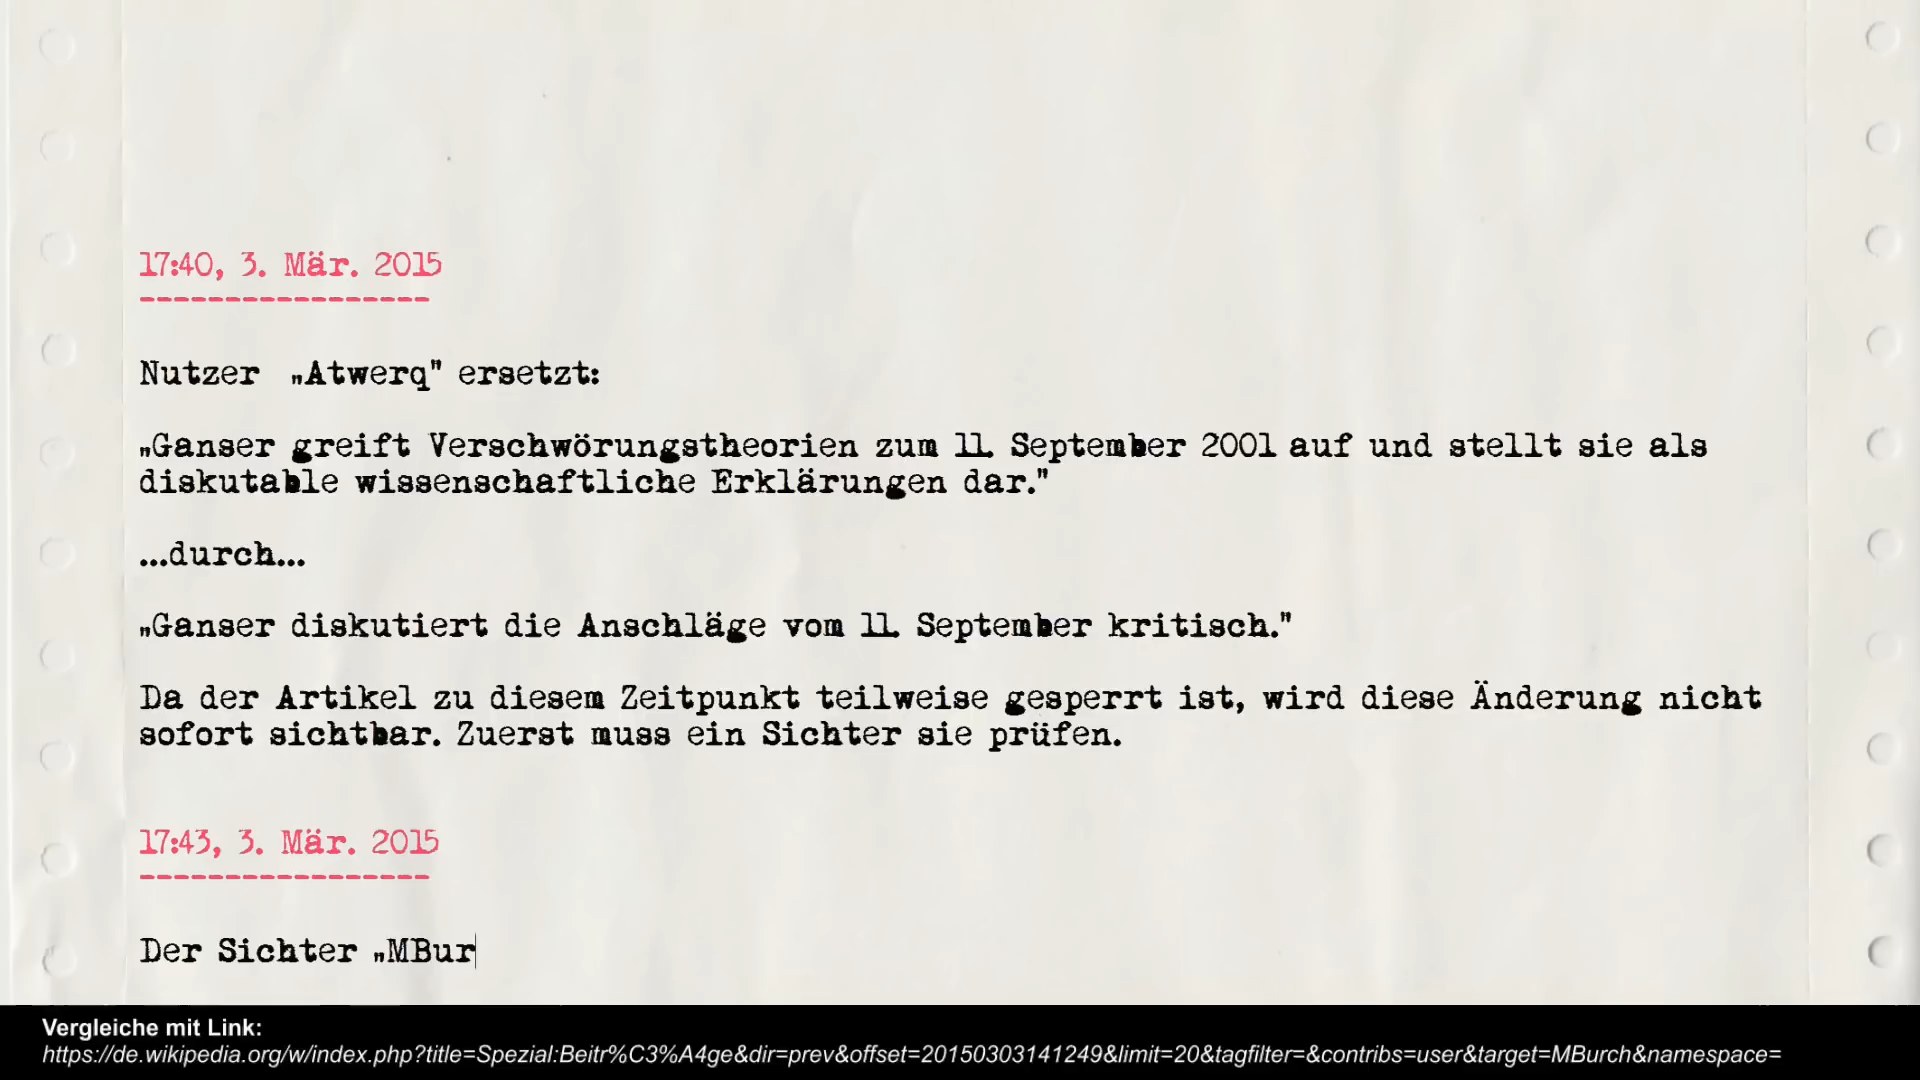 17:40, 3. Mär. 2015
-----------------
Nutzer „Atwerq" ersetzt:
„Ganser greift Verschwörungstheorien zum 11. September 2001 auf und stellt sie als
diskutable wissenschaftliche Erklärungen dar."
...durch...
„Ganser diskutiert die Anschläge vom 11. September kritisch."
Da der Artikel zu diesem Zeitpunkt teilweise gesperrt ist, wird diese Änderung nicht
sofort sichtbar. Zuerst muss ein Sichter sie prüfen.
17:43, 3. Mär. 2015
-----------------
Der Sichter „MBur
Vergleiche mit Link:
https://de.wikipedia.org/w/index.php?title=Spezial:Beitr%C3%A4ge&dir=prev&offset=20150303141249&limit=20&tagfilter=&contribs=user&target=MBurch&namespace=